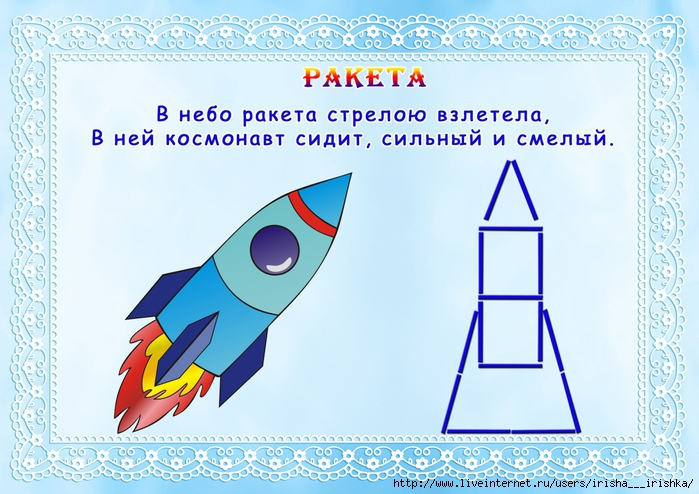 РАКЕТА
В небо ракета стрелою взлетела,
В ней космонавт сидит, сильный и смелый.
http://www.liveinternet.ru/users/irisha___irishka/